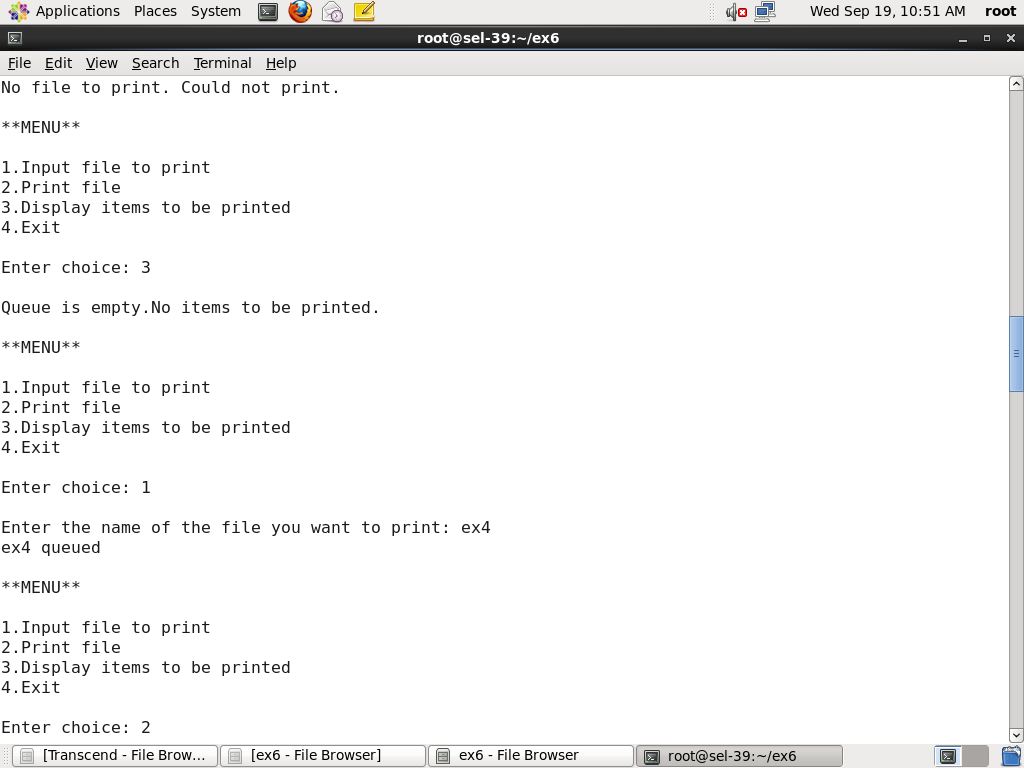 Applications Places System Wed Sep 19, 10:51 AM root
root@sel-39:~/ex6
File Edit View Search Terminal Help
No file to print. Could not print.
**MENU**
1.Input file to print
2.Print file
3.Display items to be printed
4.Exit
Enter choice: 3
Queue is empty.No items to be printed.
**MENU**
1.Input file to print
2.Print file
3.Display items to be printed
4.Exit
Enter choice: 1
Enter the name of the file you want to print: ex4
ex4 queued
**MENU**
1.Input file to print
2.Print file
3.Display items to be printed
4.Exit
Enter choice: 2
[Transcend - File Brow... [ex6 - File Browser] ex6 - File Browser root@sel-39:~/ex6